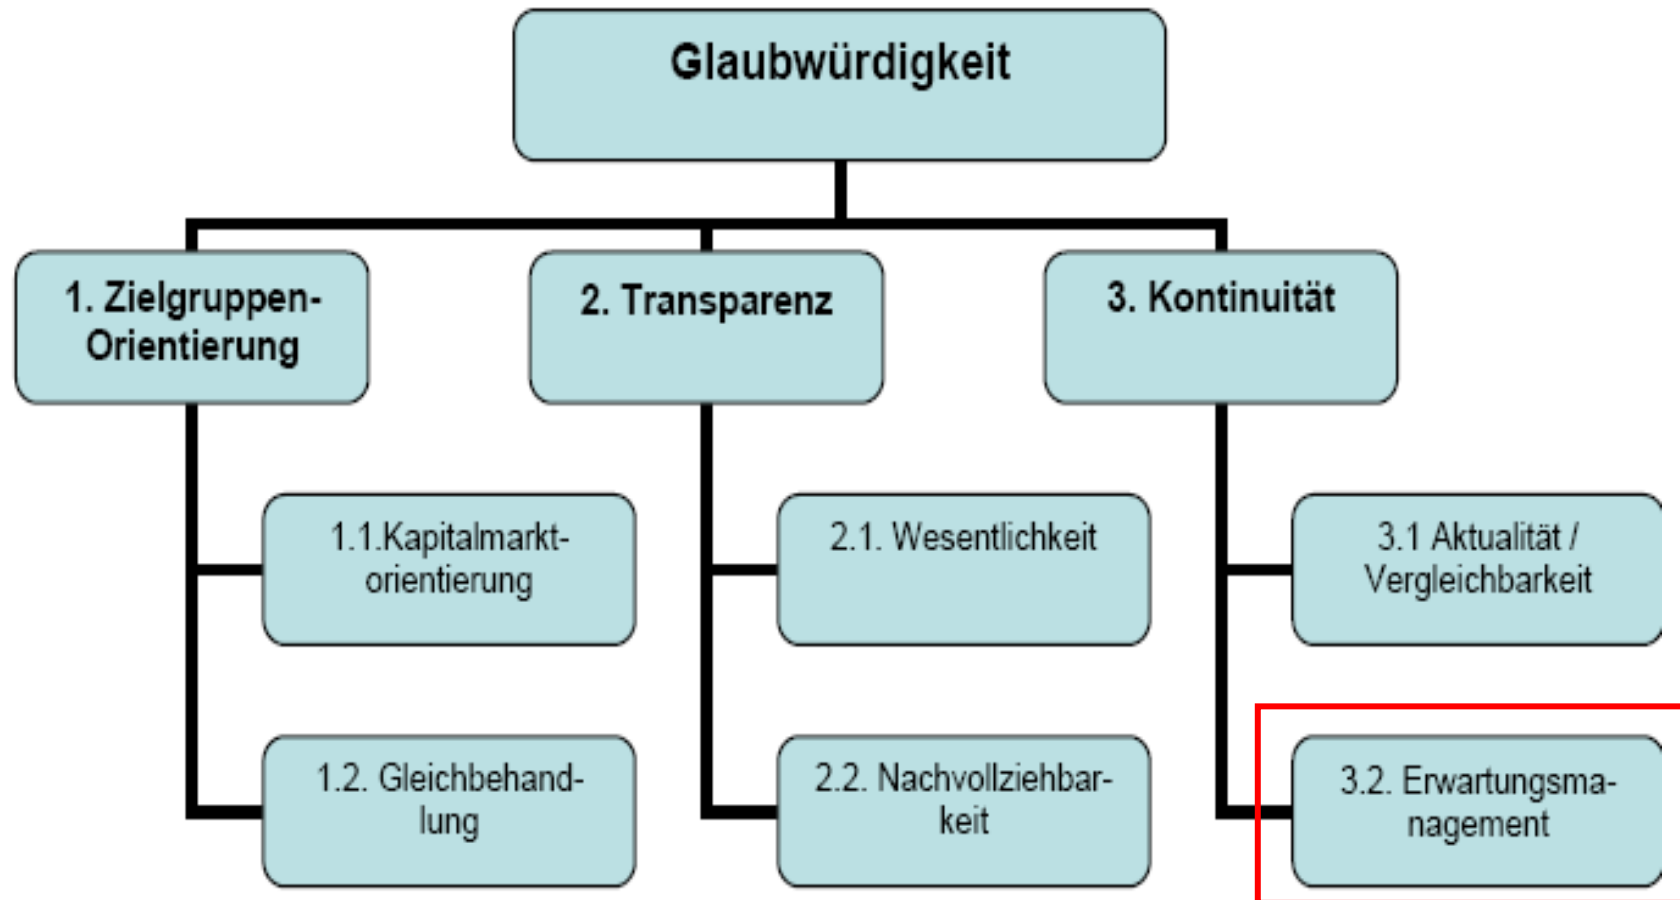 Glaubwürdigkeit
1. Zielgruppen-
Orientierung
2. Transparenz
3. Kontinuität
1.1.Kapitalmarkt-
orientierung
2.1. Wesentlichkeit
3.1 Aktualität /
Vergleichbarkeit
1.2. Gleichbehand-
lung
2.2. Nachvollziehbar-
keit
3.2. Erwartungsma-
nagement